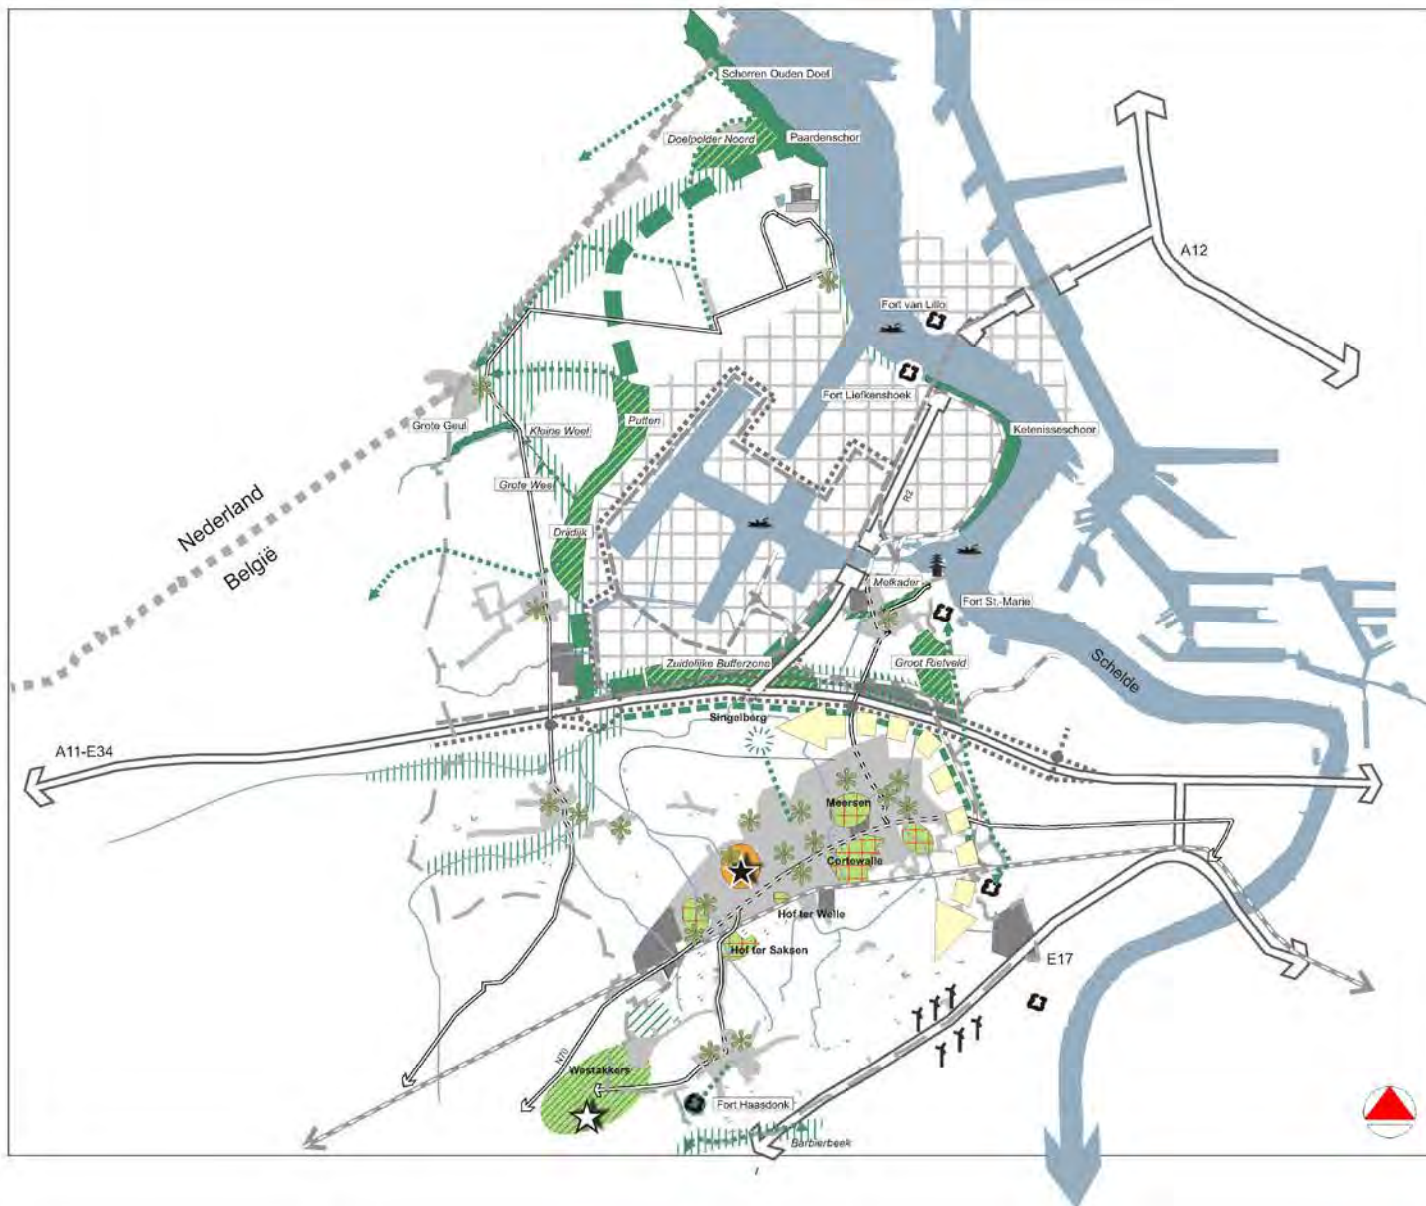 Schorren Ouden Doel
Doelpolder Noord
Paardenschor
A12
Fort van Lillo
Fort Liefkenshoek
Grote Geul
Kleine Weel
Putten
Ketenisseschoor
Nederland
Grote Weel
R2
België
Drijdijk
Melkader
Fort St.-Marie
Zuidelijke Bufferzone
Groot Rietveld
Schelde
Singelberg
A11-E34
Meersen
Cortewalle
Hof ter Welle
Hof ter Saksen
E17
N70
Westakkers
Fort Haasdonk
Barbierbeek